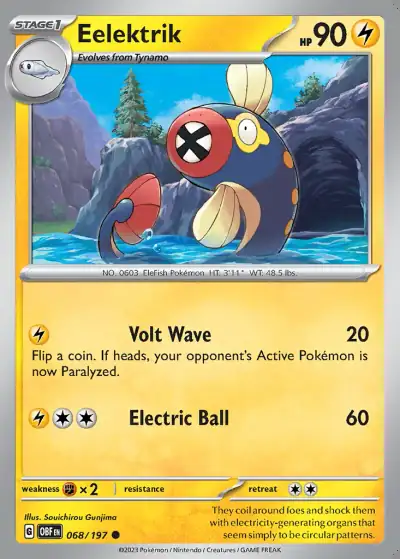 STAGE1
Eelektrik
HP 90
Evolves from Tynamo
NO. 0603 EleFish Pokémon HT: 3'11" WT: 48.5 lbs.
Volt Wave 20
Flip a coin. If heads, your opponent's Active Pokémon is
now Paralyzed.
Electric Ball 60
weakness ×2 resistance retreat
Illus. Souichirou Gunjima
G OBF EN 068/197
They coil around foes and shock them
with electricity-generating organs that
seem simply to be circular patterns.
©2023 Pokémon / Nintendo / Creatures / GAME FREAK